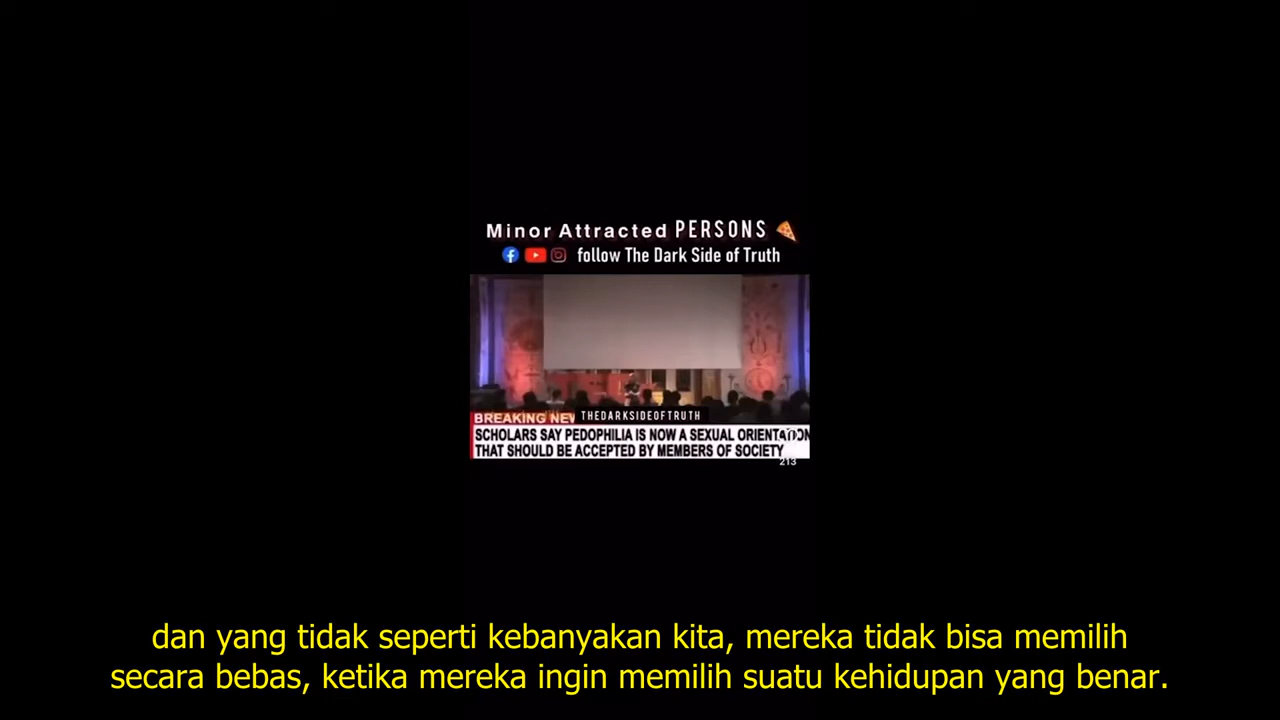 Minor Attracted PERSONS
follow The Dark Side of Truth
TEDx
BREAKING NEW
THEDARKSIDEOFTRUTH
SCHOLARS SAY PEDOPHILIA IS NOW A SEXUAL ORIENTATION
THAT SHOULD BE ACCEPTED BY MEMBERS OF SOCIETY
213
dan yang tidak seperti kebanyakan kita, mereka tidak bisa memilih
secara bebas, ketika mereka ingin memilih suatu kehidupan yang benar.